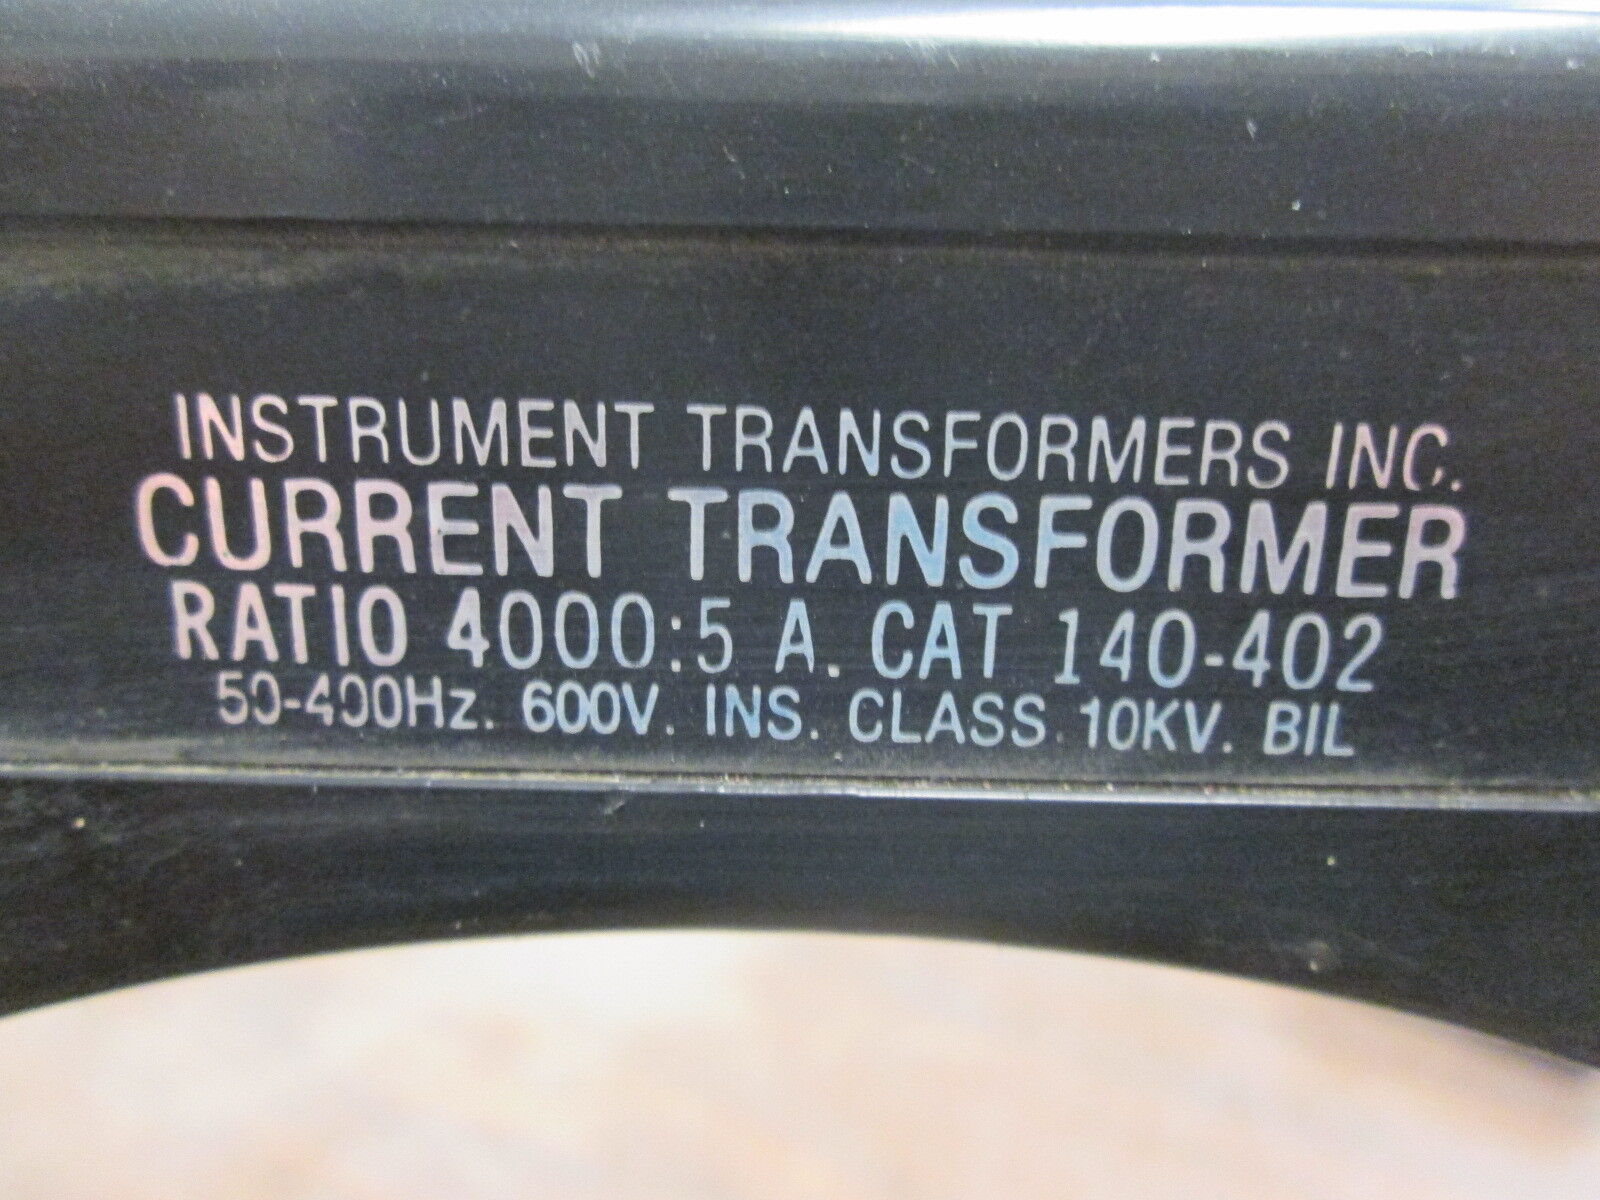 INSTRUMENT TRANSFORMERS INC.
CURRENT TRANSFORMER
RATIO 4000:5 A. CAT 140-402
50-400Hz. 600V. INS. CLASS 10KV. BIL